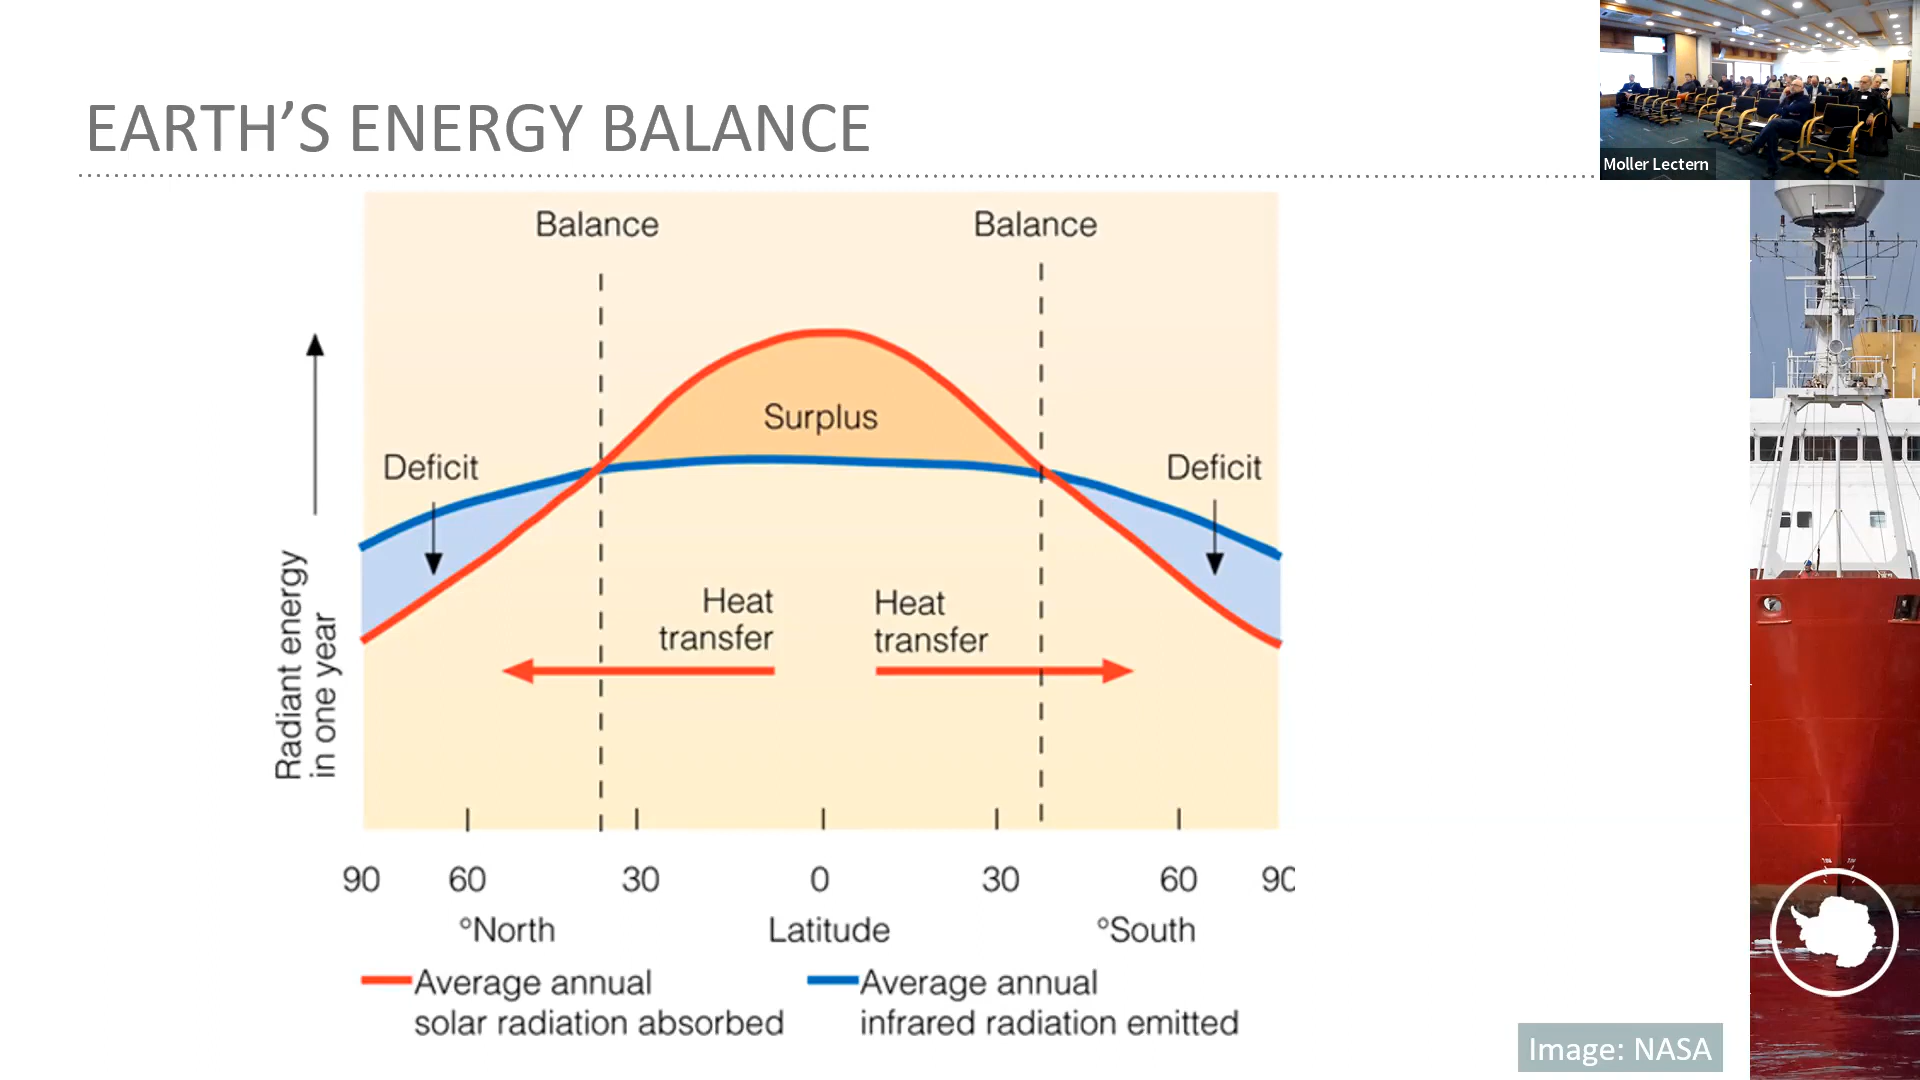 EARTH’S ENERGY BALANCE
Moller Lectern
Balance
Balance
Surplus
Deficit
Deficit
Heat
transfer
Heat
transfer
Radiant energy
in one year
90 60 30 0 30 60 90
°North Latitude °South
Average annual
solar radiation absorbed
Average annual
infrared radiation emitted
Image: NASA